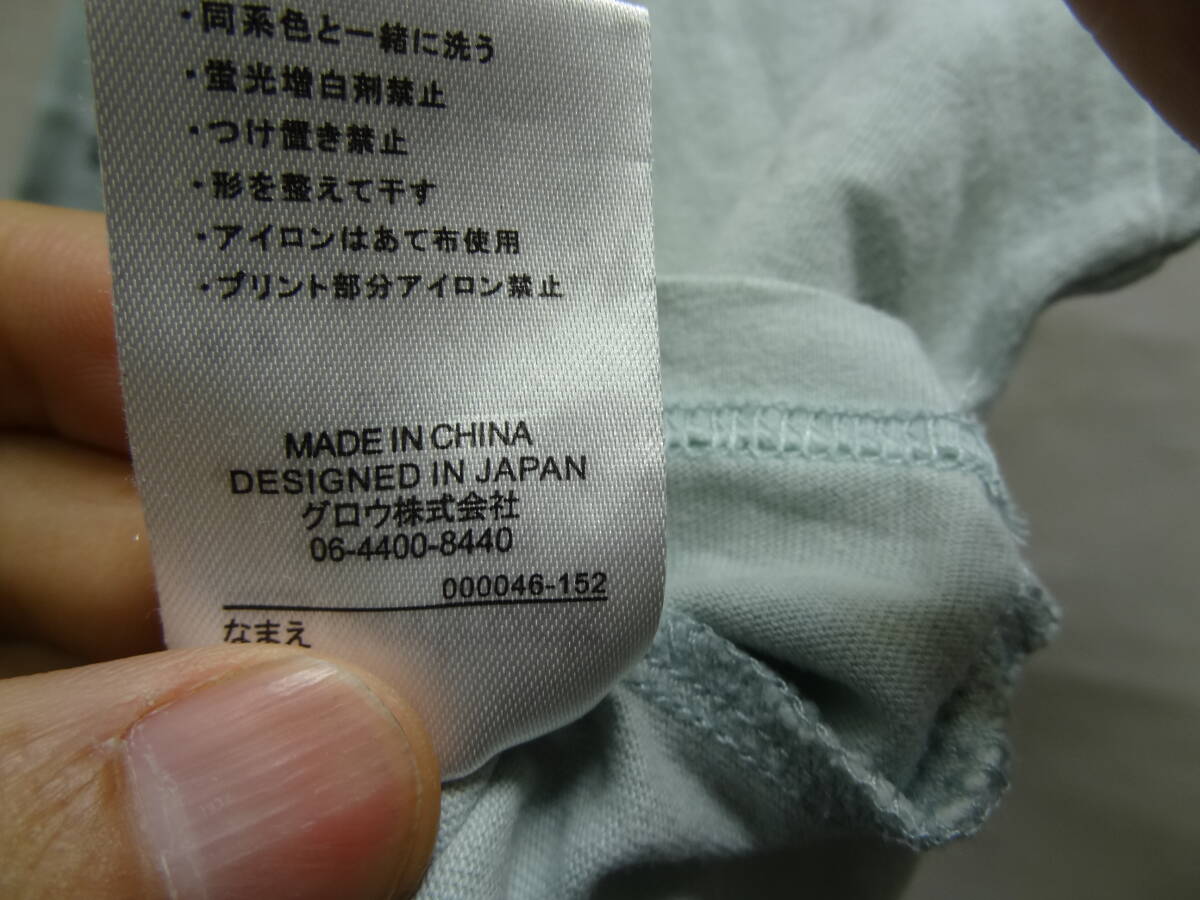 ・同系色と一緒に洗う
・蛍光増白剤禁止
・つけ置き禁止
・形を整えて干す
・アイロンはあて布使用
・プリント部分アイロン禁止
MADE IN CHINA
DESIGNED IN JAPAN
グロウ株式会社
06-4400-8440
000046-152
なまえ